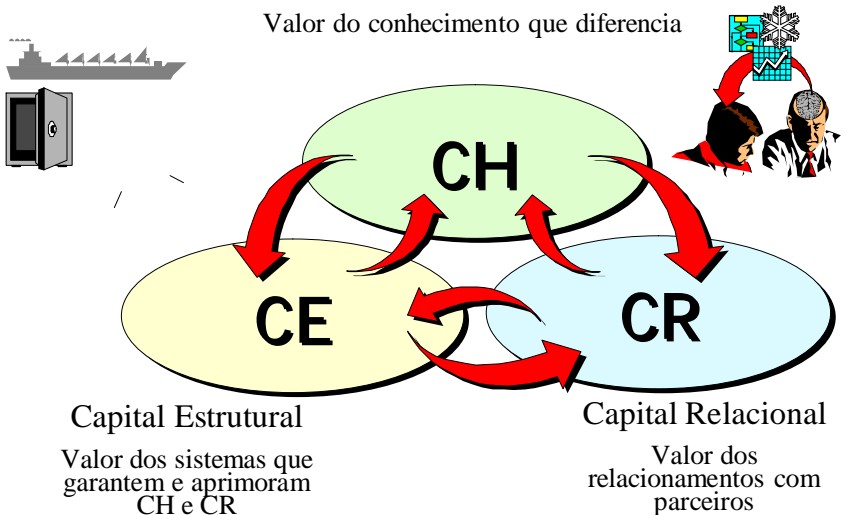 Valor do conhecimento que diferencia
CH
CE
CR
Capital Estrutural
Valor dos sistemas que
garantem e aprimoram
CH e CR
Capital Relacional
Valor dos
relacionamentos com
parceiros